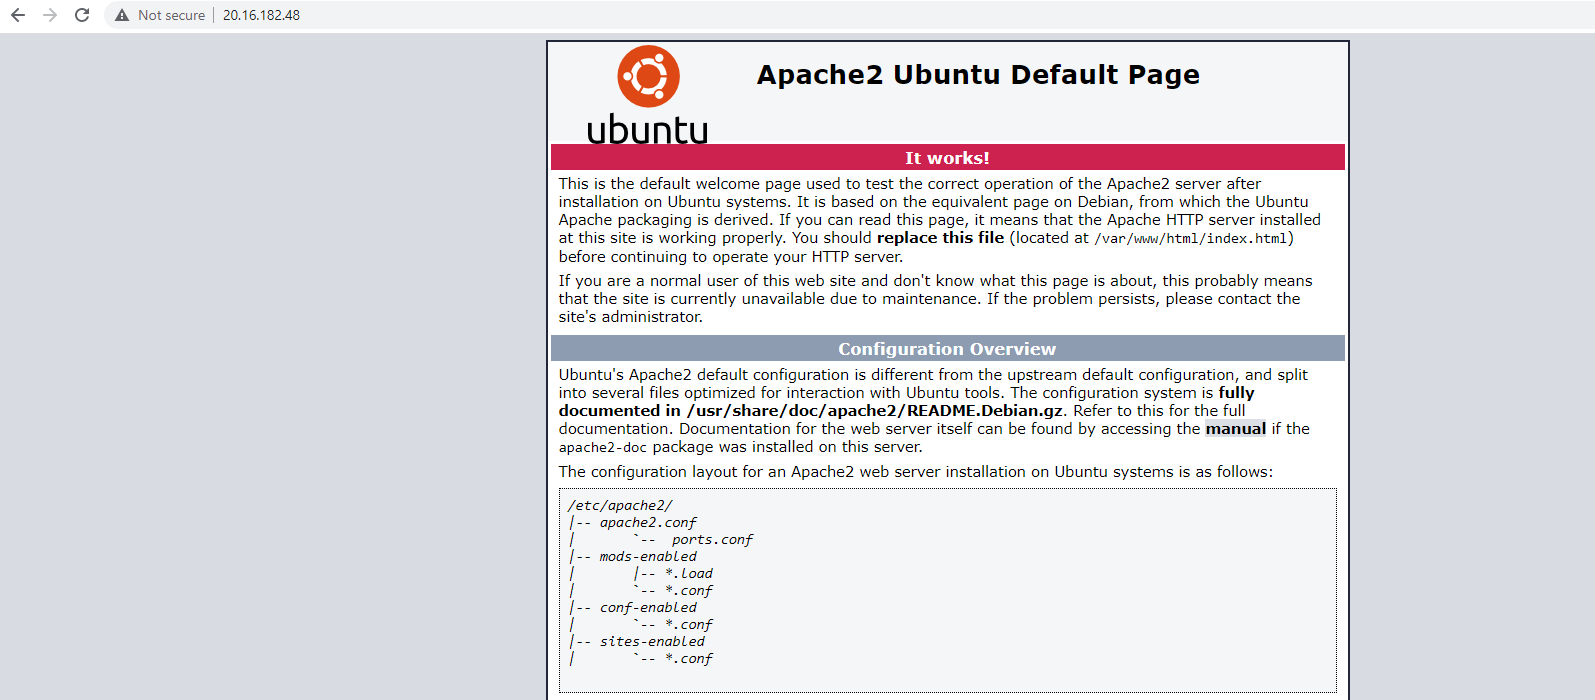 Not secure | 20.16.182.48
ubuntu
Apache2 Ubuntu Default Page
It works!
This is the default welcome page used to test the correct operation of the Apache2 server after
installation on Ubuntu systems. It is based on the equivalent page on Debian, from which the Ubuntu
Apache packaging is derived. If you can read this page, it means that the Apache HTTP server installed
at this site is working properly. You should replace this file (located at /var/www/html/index.html)
before continuing to operate your HTTP server.
If you are a normal user of this web site and don't know what this page is about, this probably means
that the site is currently unavailable due to maintenance. If the problem persists, please contact the
site's administrator.
Configuration Overview
Ubuntu's Apache2 default configuration is different from the upstream default configuration, and split
into several files optimized for interaction with Ubuntu tools. The configuration system is fully
documented in /usr/share/doc/apache2/README.Debian.gz. Refer to this for the full
documentation. Documentation for the web server itself can be found by accessing the manual if the
apache2-doc package was installed on this server.
The configuration layout for an Apache2 web server installation on Ubuntu systems is as follows:
/etc/apache2/
|-- apache2.conf
|       `--  ports.conf
|-- mods-enabled
|       |-- *.load
|       `-- *.conf
|-- conf-enabled
|       `-- *.conf
|-- sites-enabled
|       `-- *.conf